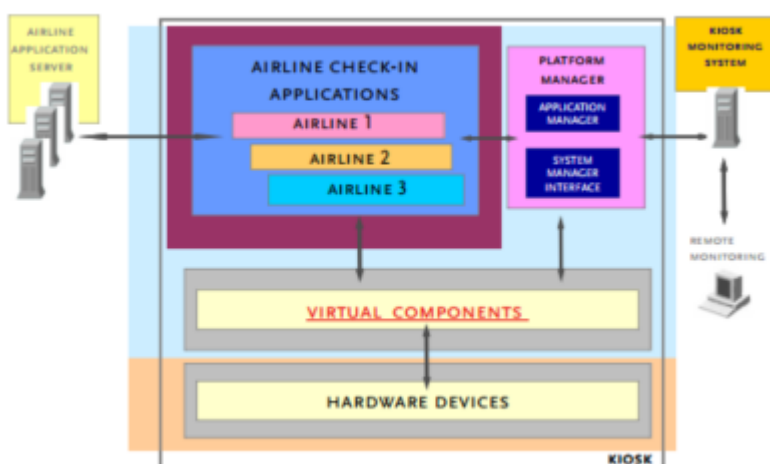 AIRLINE
APPLICATION
SERVER
AIRLINE CHECK-IN
APPLICATIONS
AIRLINE 1
AIRLINE 2
AIRLINE 3
PLATFORM
MANAGER
APPLICATION
MANAGER
SYSTEM
MANAGER
INTERFACE
KIOSK
MONITORING
SYSTEM
REMOTE
MONITORING
VIRTUAL COMPONENTS
HARDWARE DEVICES
KIOSK